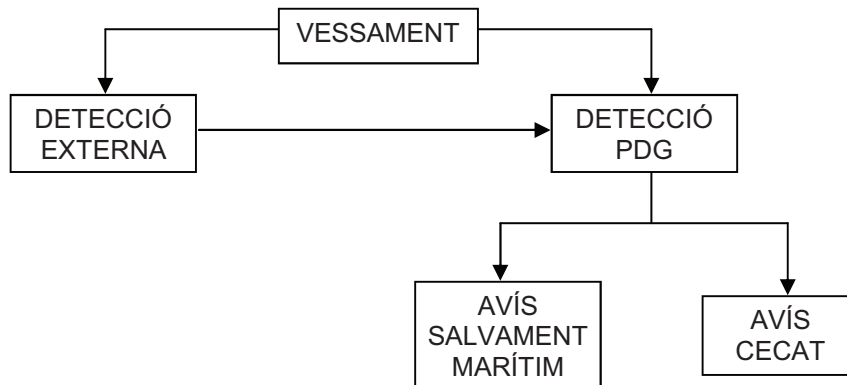 VESSAMENT
DETECCIÓ
EXTERNA
DETECCIÓ
PDG
AVÍS
SALVAMENT
MARÍTIM
AVÍS
CECAT